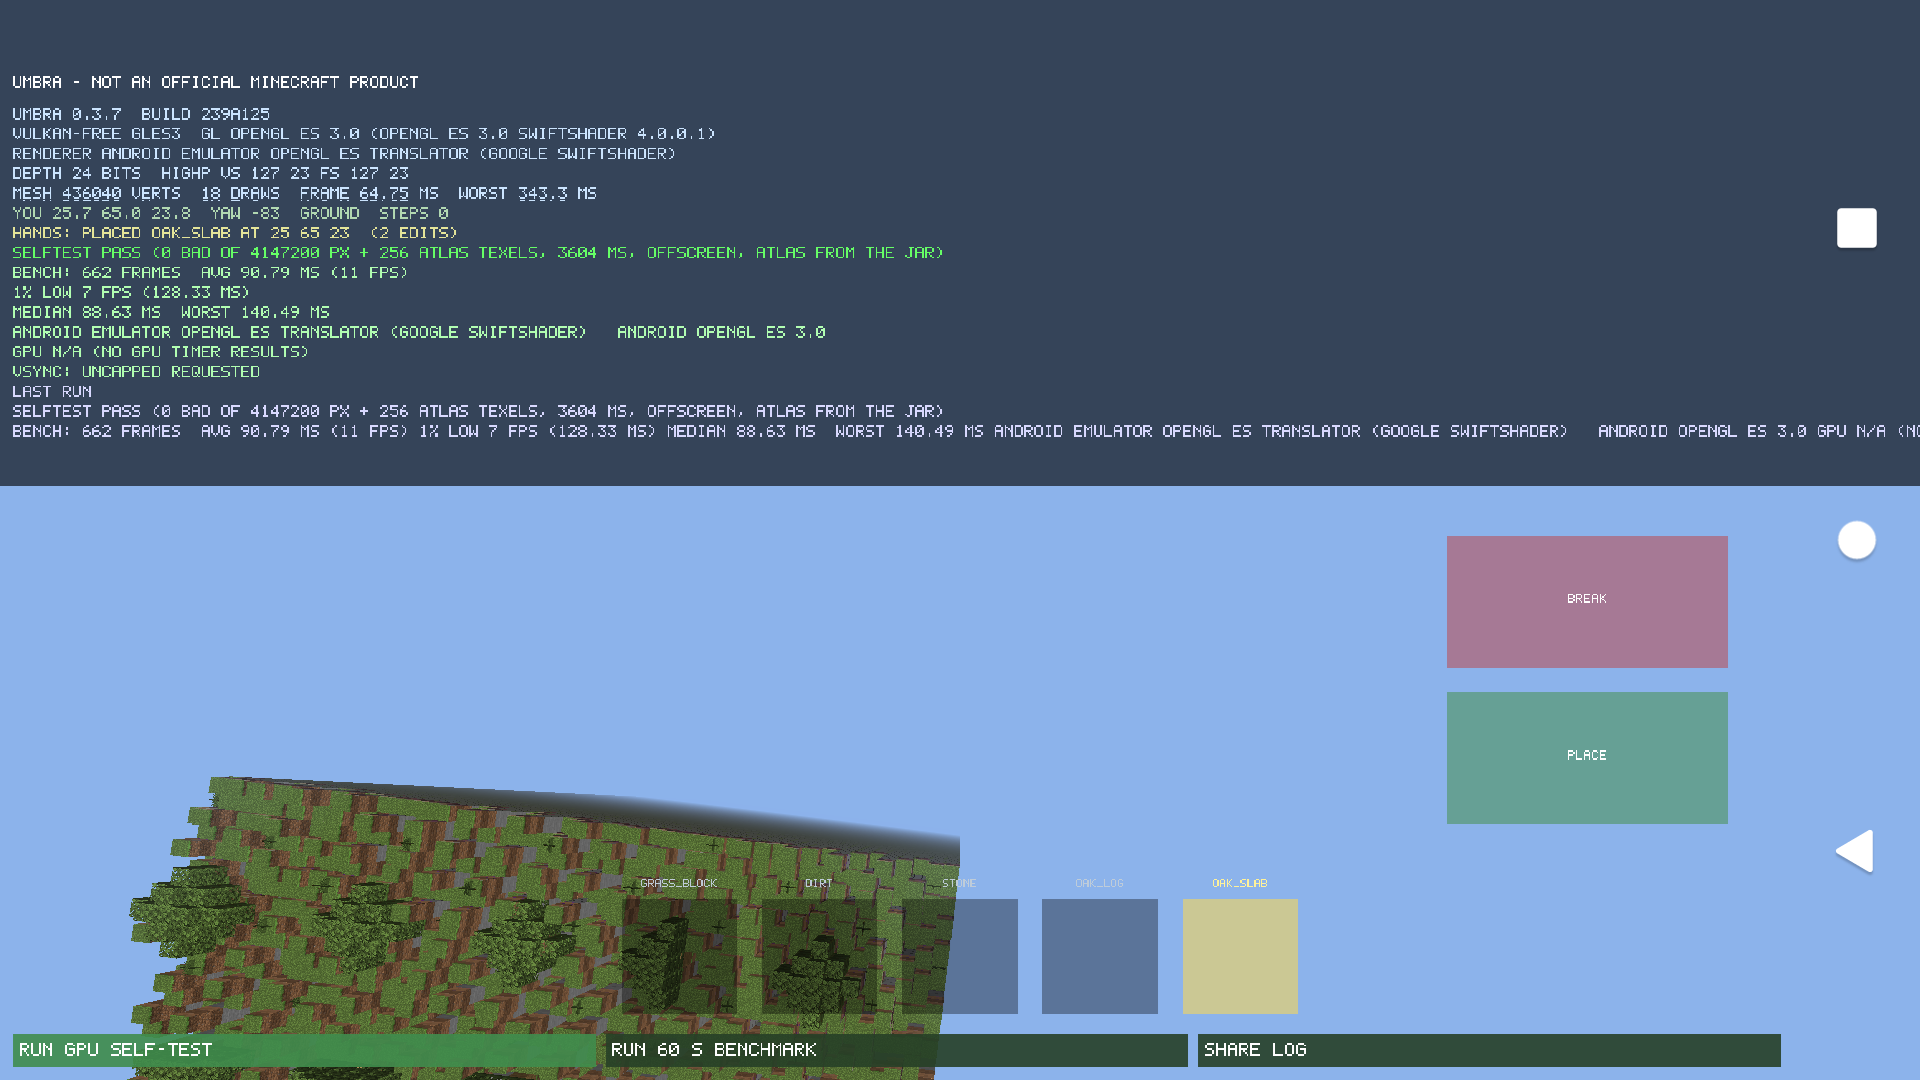 UMBRA - NOT AN OFFICIAL MINECRAFT PRODUCT
UMBRA 0.3.7  BUILD 239A125
VULKAN-FREE GLES3  GL OPENGL ES 3.0 (OPENGL ES 3.0 SWIFTSHADER 4.0.0.1)
RENDERER ANDROID EMULATOR OPENGL ES TRANSLATOR (GOOGLE SWIFTSHADER)
DEPTH 24 BITS  HIGHP VS 127 23 FS 127 23
MESH 436040 VERTS  18 DRAWS  FRAME 64.75 MS  WORST 343.3 MS
YOU 25.7 65.0 23.8  YAW -83  GROUND  STEPS 0
HANDS: PLACED OAK_SLAB AT 25 65 23  (2 EDITS)
SELFTEST PASS (0 BAD OF 4147200 PX + 256 ATLAS TEXELS, 3604 MS, OFFSCREEN, ATLAS FROM THE JAR)
BENCH: 662 FRAMES  AVG 90.79 MS (11 FPS)
1% LOW 7 FPS (128.33 MS)
MEDIAN 88.63 MS  WORST 140.49 MS
ANDROID EMULATOR OPENGL ES TRANSLATOR (GOOGLE SWIFTSHADER)   ANDROID OPENGL ES 3.0
GPU N/A (NO GPU TIMER RESULTS)
VSYNC: UNCAPPED REQUESTED
LAST RUN
SELFTEST PASS (0 BAD OF 4147200 PX + 256 ATLAS TEXELS, 3604 MS, OFFSCREEN, ATLAS FROM THE JAR)
BENCH: 662 FRAMES  AVG 90.79 MS (11 FPS) 1% LOW 7 FPS (128.33 MS) MEDIAN 88.63 MS  WORST 140.49 MS ANDROID EMULATOR OPENGL ES TRANSLATOR (GOOGLE SWIFTSHADER)   ANDROID OPENGL ES 3.0 GPU N/A (NO
BREAK
PLACE
GRASS_BLOCK
DIRT
STONE
OAK_LOG
OAK_SLAB
RUN GPU SELF-TEST
RUN 60 S BENCHMARK
SHARE LOG